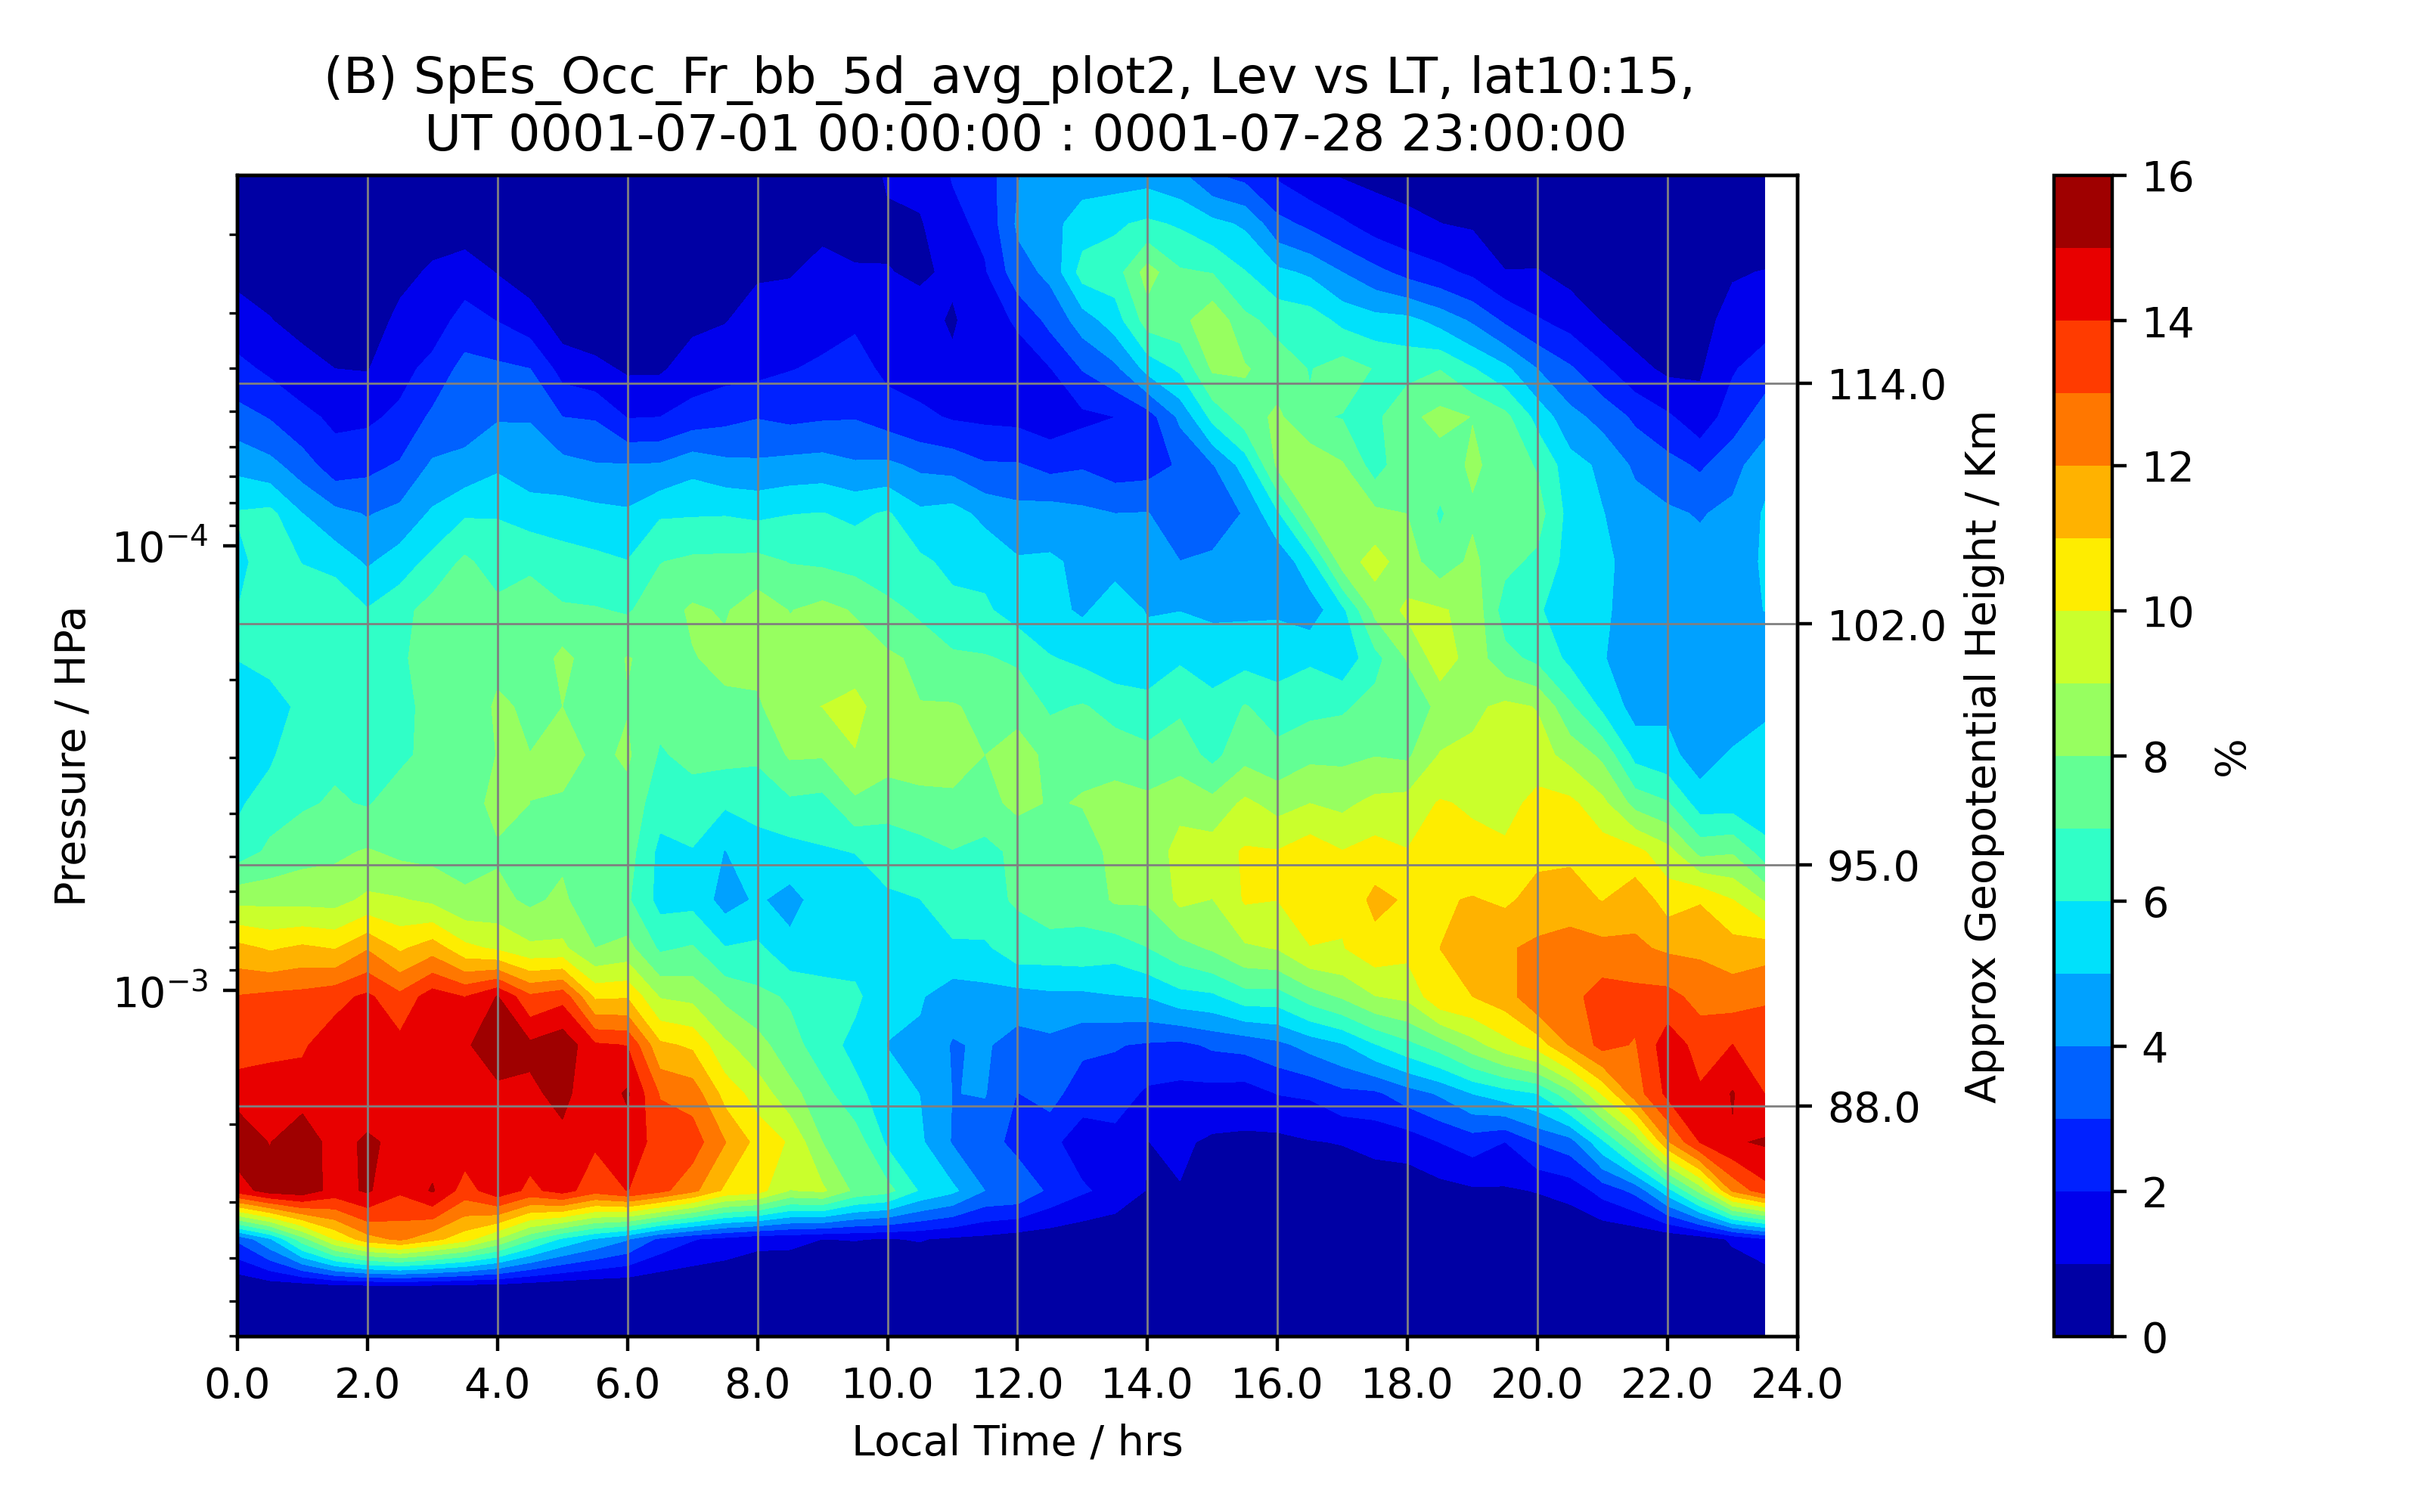 (B) SpEs_Occ_Fr_bb_5d_avg_plot2, Lev vs LT, lat10:15,
UT 0001-07-01 00:00:00 : 0001-07-28 23:00:00
Pressure / HPa
10⁻⁴
10⁻³
0.0 2.0 4.0 6.0 8.0 10.0 12.0 14.0 16.0 18.0 20.0 22.0 24.0
Local Time / hrs
114.0
102.0
95.0
88.0
Approx Geopotential Height / Km
16
14
12
10
8
6
4
2
0
%